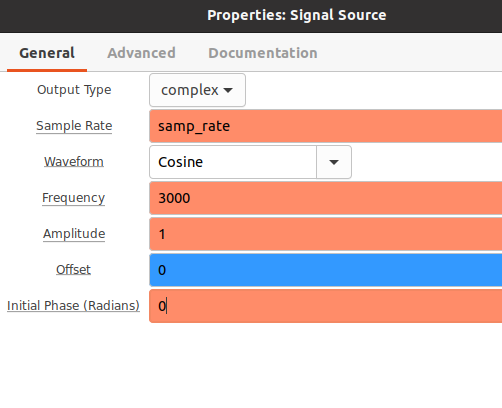 Properties: Signal Source
General Advanced Documentation
Output Type complex
Sample Rate samp_rate
Waveform Cosine
Frequency 3000
Amplitude 1
Offset 0
Initial Phase (Radians) 0